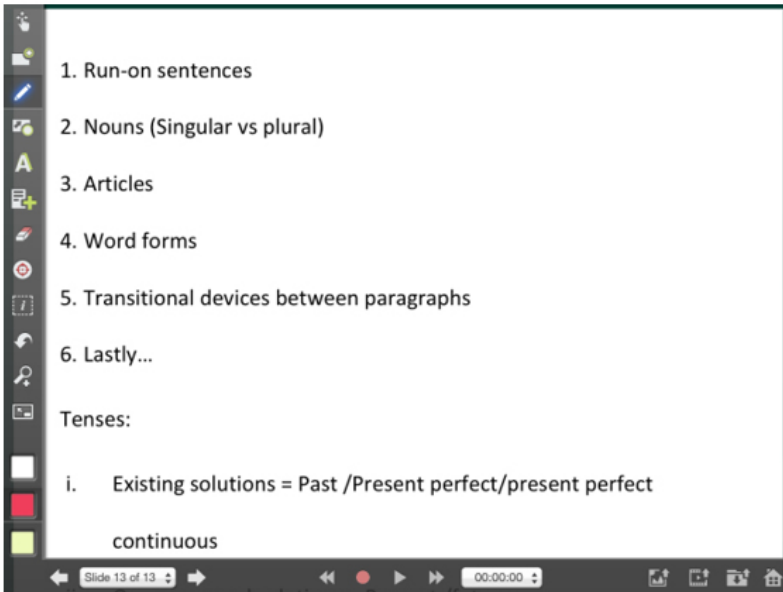 1. Run-on sentences
2. Nouns (Singular vs plural)
3. Articles
4. Word forms
5. Transitional devices between paragraphs
6. Lastly...
Tenses:
i. Existing solutions = Past /Present perfect/present perfect
continuous
Slide 13 of 13
00:00:00